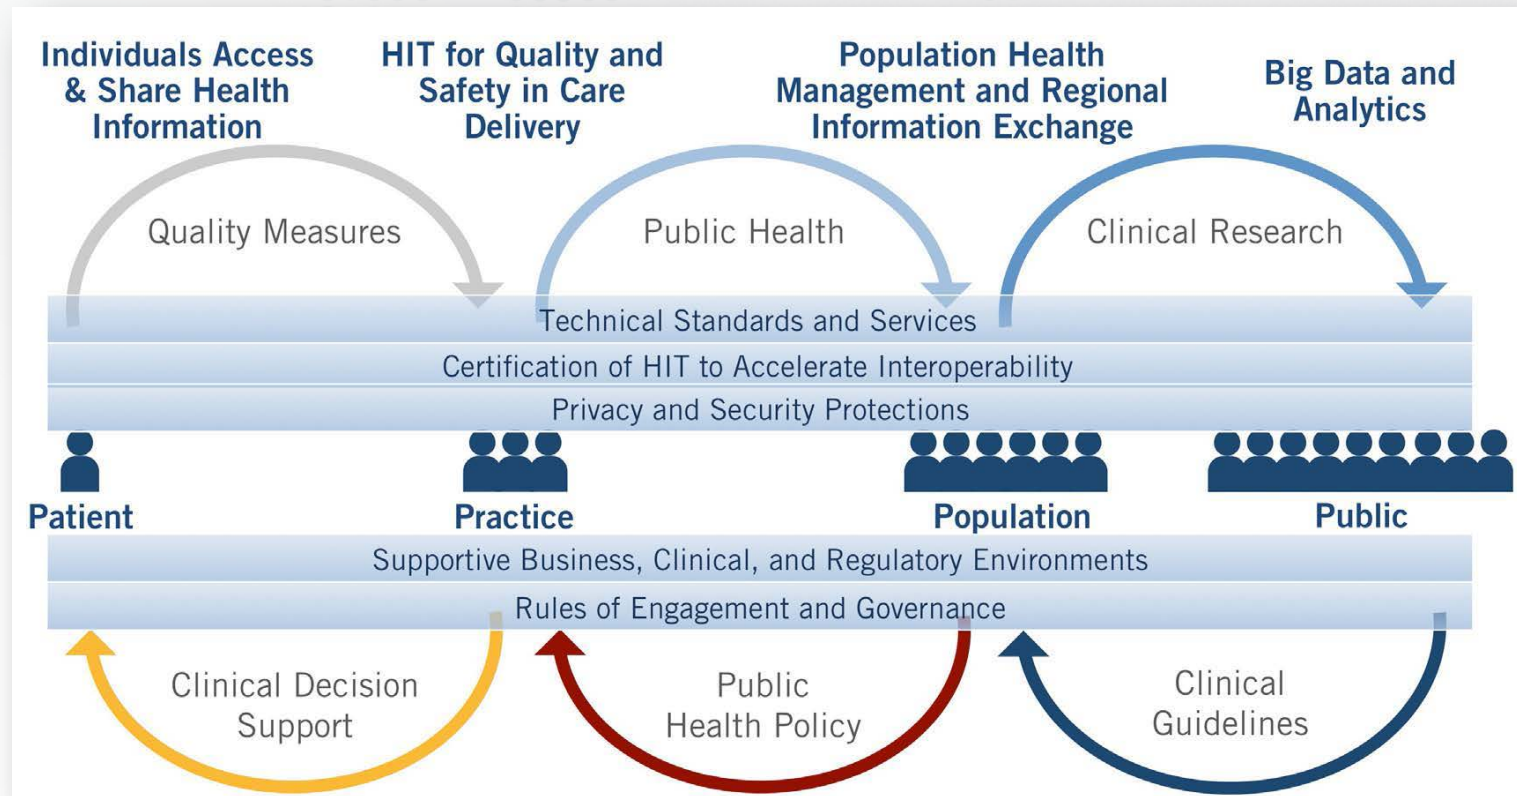 Individuals Access
& Share Health
Information
HIT for Quality and
Safety in Care
Delivery
Population Health
Management and Regional
Information Exchange
Big Data and
Analytics
Quality Measures
Public Health
Clinical Research
Technical Standards and Services
Certification of HIT to Accelerate Interoperability
Privacy and Security Protections
Patient
Practice
Population
Public
Supportive Business, Clinical, and Regulatory Environments
Rules of Engagement and Governance
Clinical Decision
Support
Public
Health Policy
Clinical
Guidelines